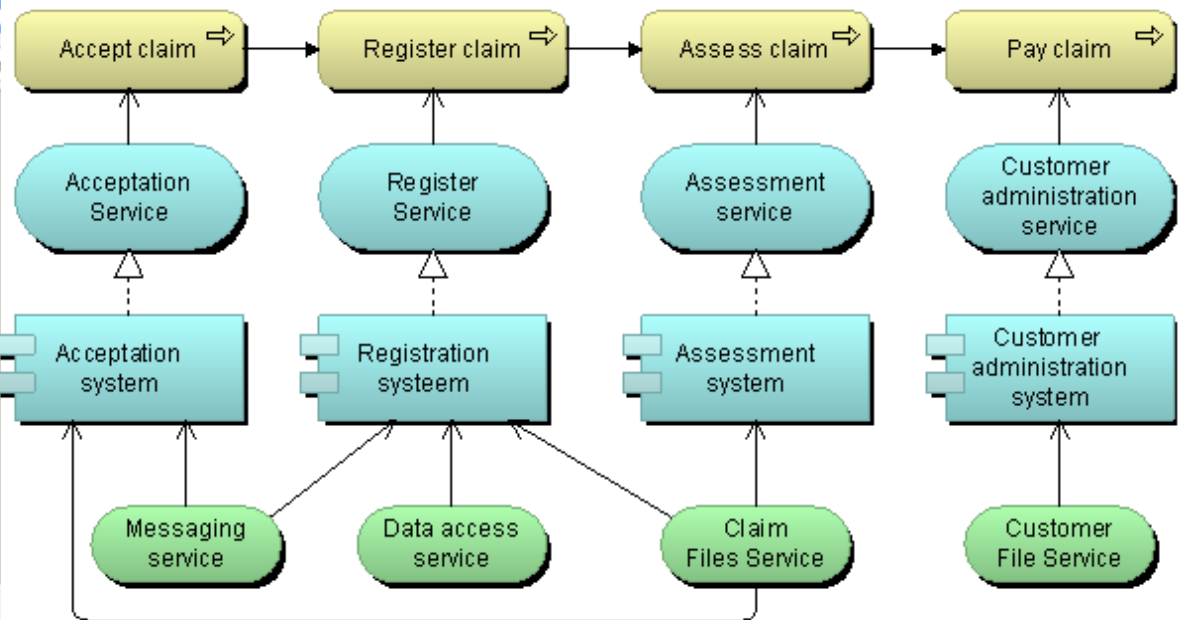 Accept claim
Register claim
Assess claim
Pay claim
Acceptation
Service
Register
Service
Assessment
service
Customer
administration
service
Acceptation
system
Registration
systeem
Assessment
system
Customer
administration
system
Messaging
service
Data access
service
Claim
Files Service
Customer
File Service